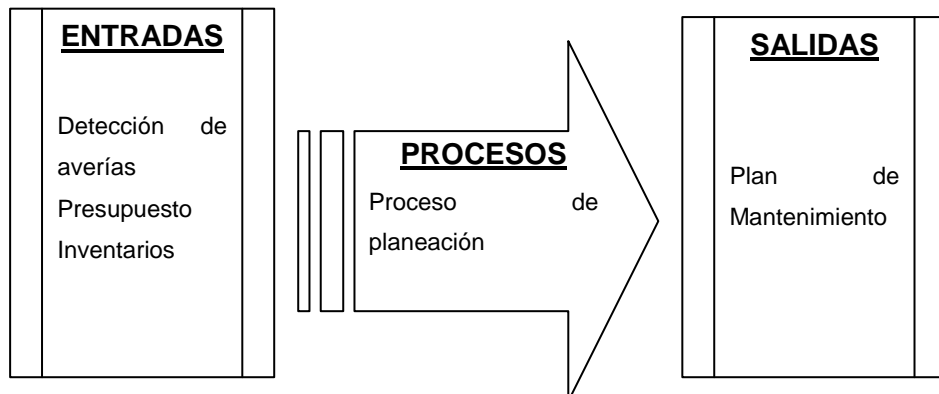 ENTRADAS
Detección de
averías
Presupuesto
Inventarios
PROCESOS
Proceso de
planeación
SALIDAS
Plan de
Mantenimiento